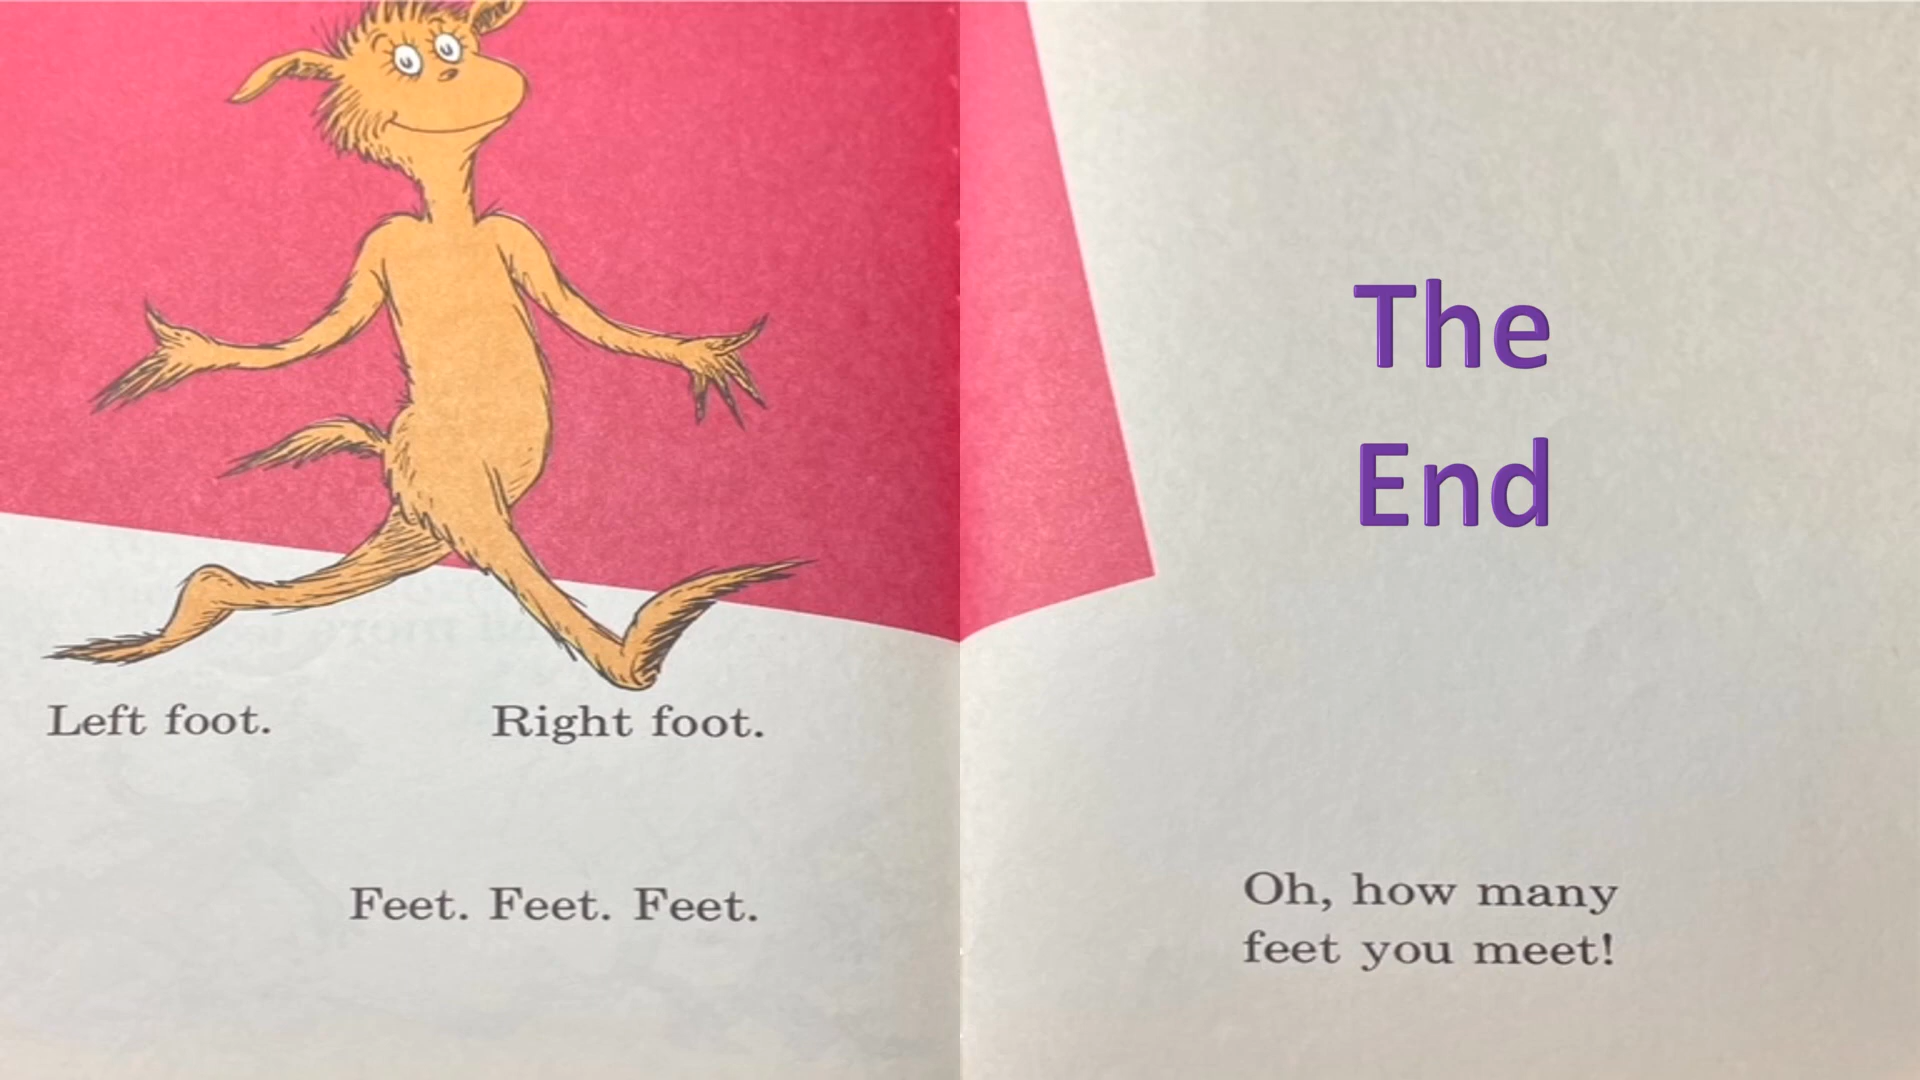 Left foot. Right foot.
Feet. Feet. Feet.
The
End
Oh, how many
feet you meet!